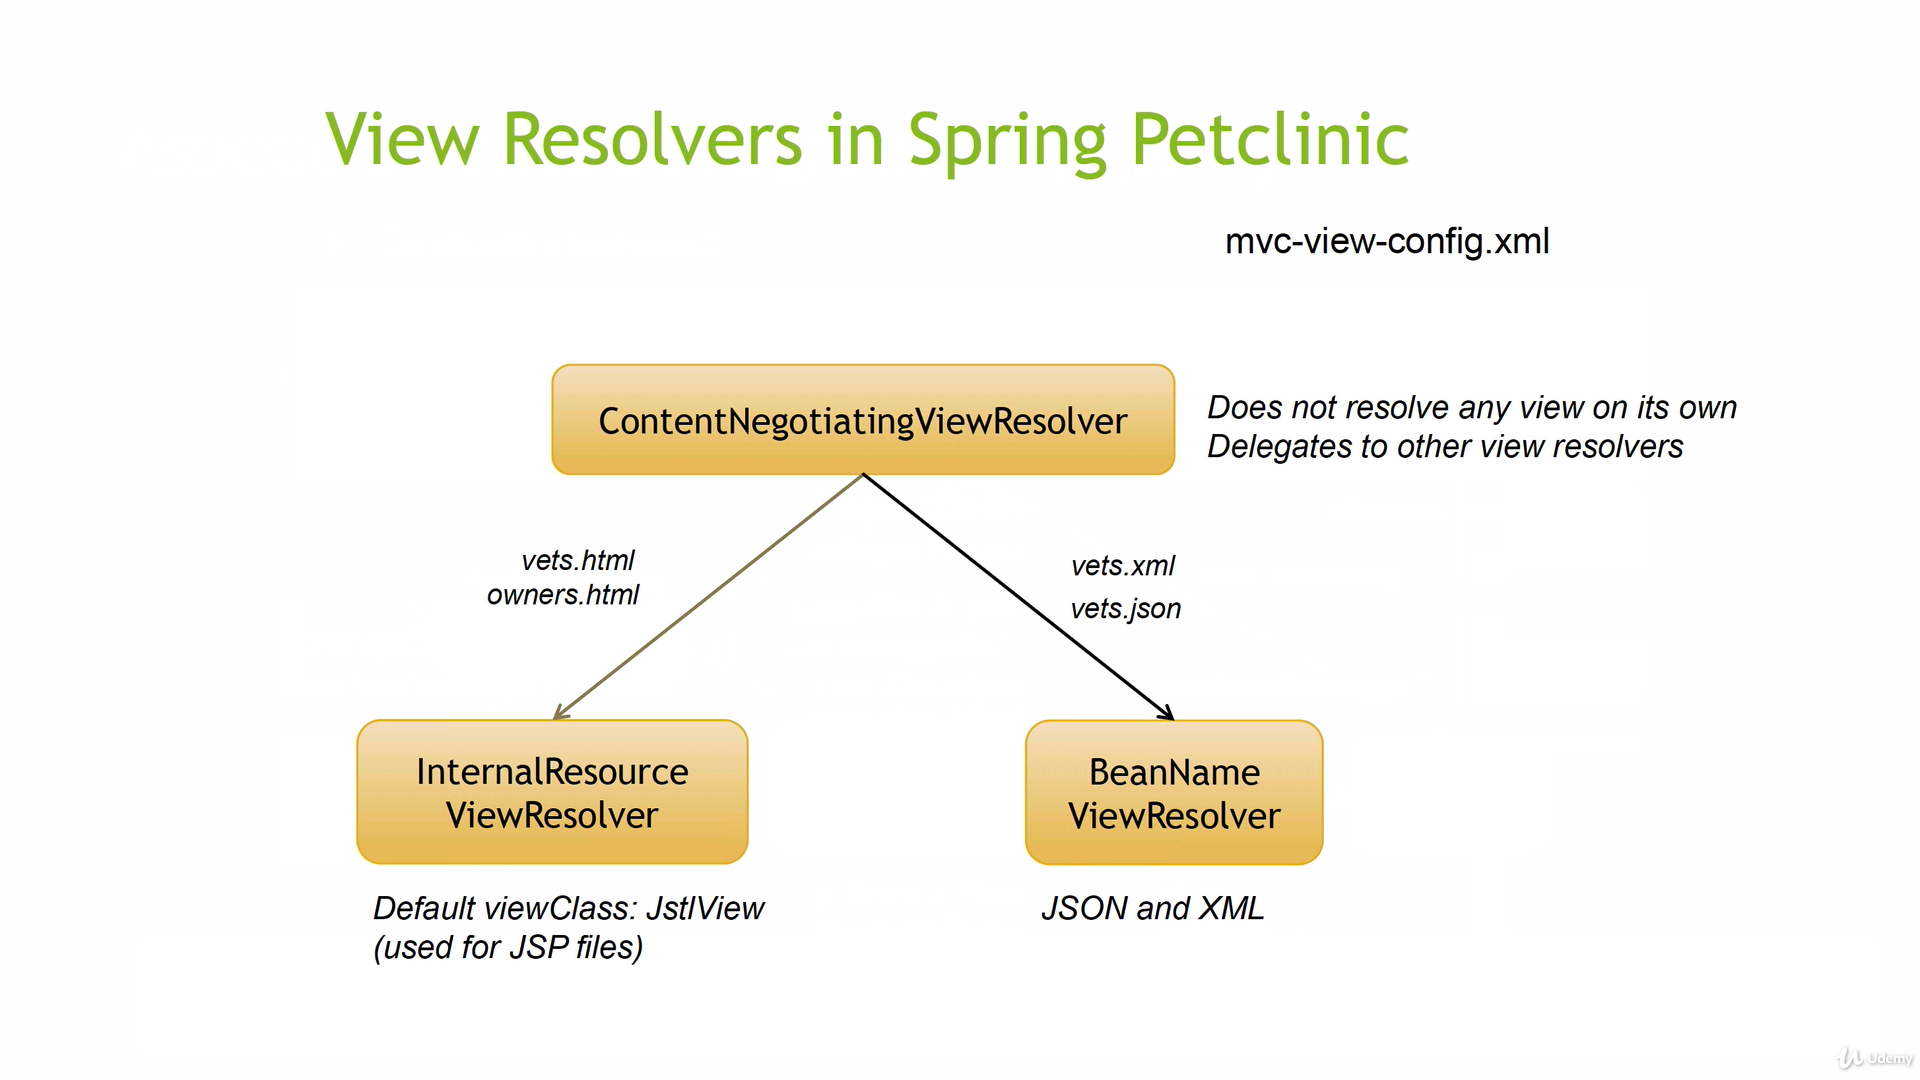 View Resolvers in Spring Petclinic
mvc-view-config.xml
ContentNegotiatingViewResolver
Does not resolve any view on its own
Delegates to other view resolvers
vets.html
owners.html
vets.xml
vets.json
InternalResource
ViewResolver
BeanName
ViewResolver
Default viewClass: JstlView
(used for JSP files)
JSON and XML
Udemy